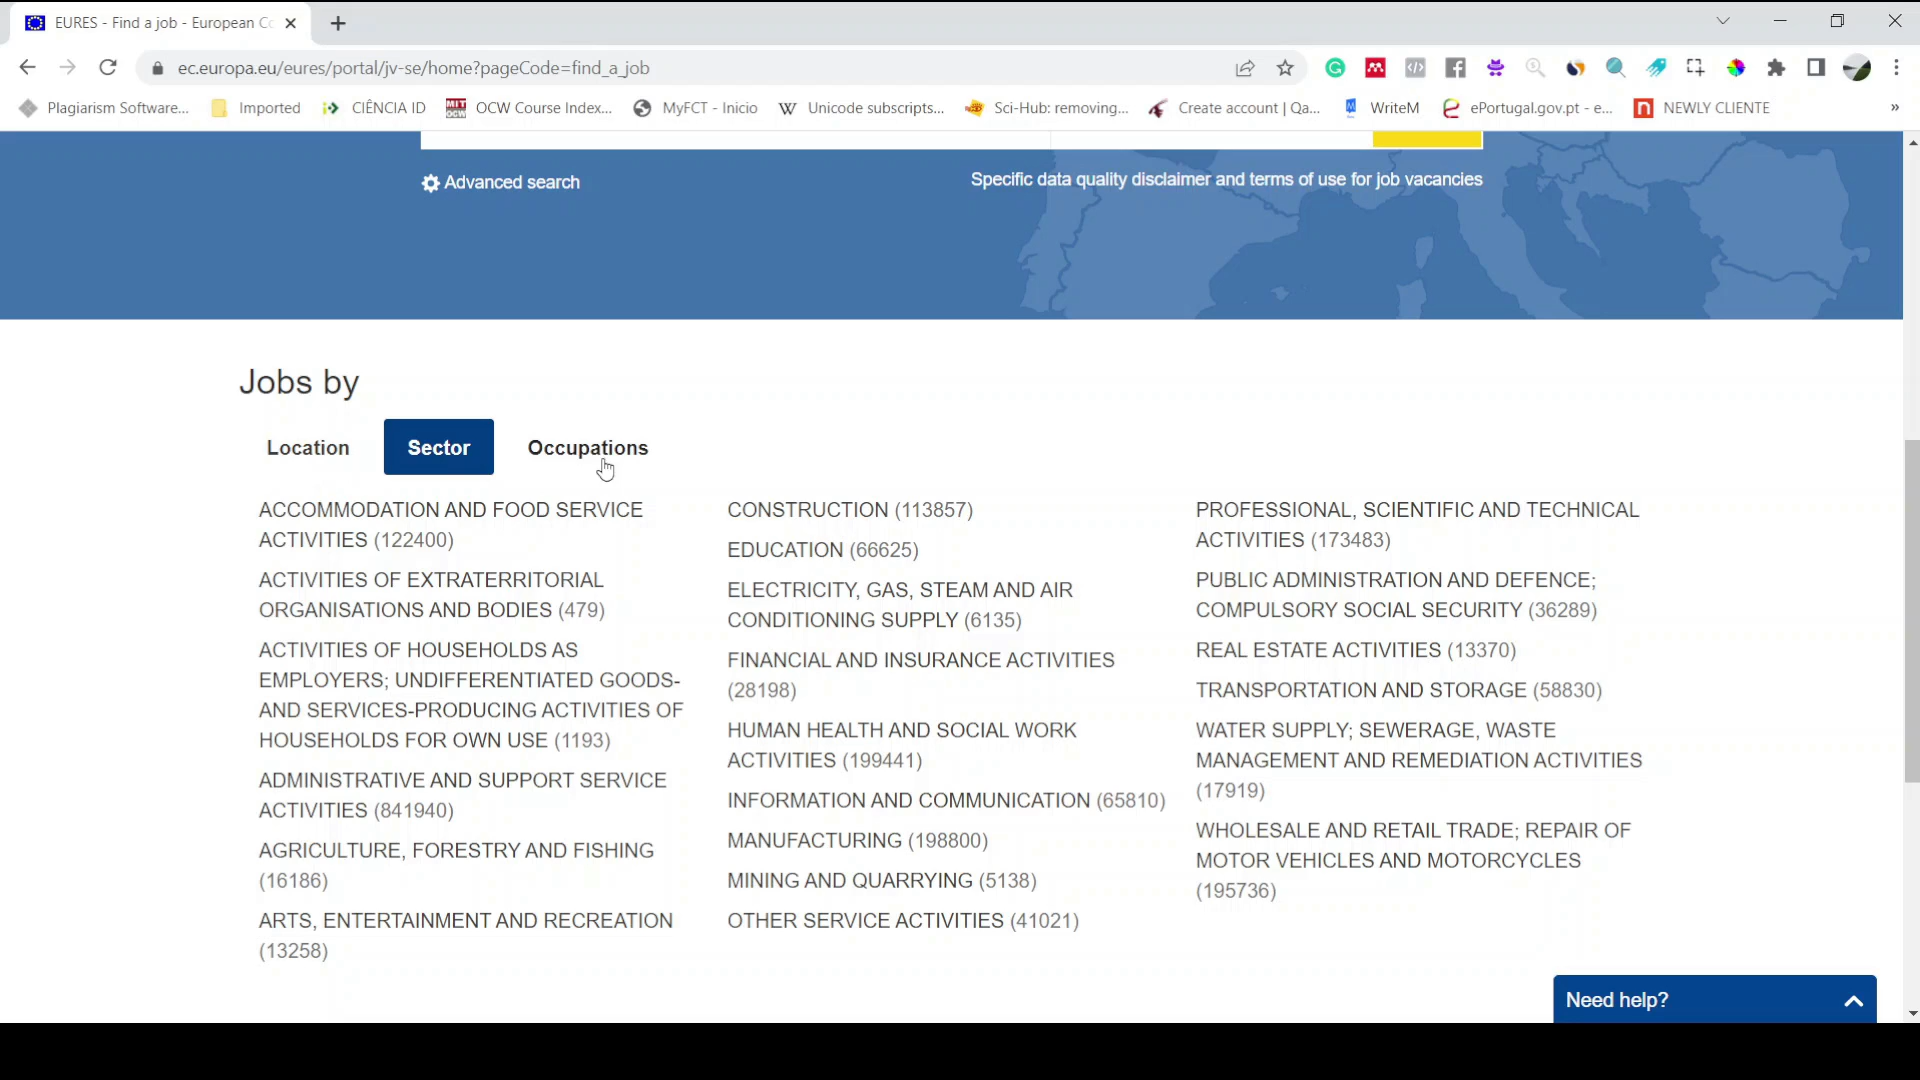 EURES - Find a job - European Co
ec.europa.eu/eures/portal/jv-se/home?pageCode=find_a_job
Plagiarism Software...
Imported
CIÊNCIA ID
MIT OCW
OCW Course Index...
MyFCT - Inicio
W
Unicode subscripts...
Sci-Hub: removing...
Create account | Qa...
WriteM
ePortugal.gov.pt - e...
n
NEWLY CLIENTE
»
Advanced search
Specific data quality disclaimer and terms of use for job vacancies
Jobs by
Location
Sector
Occupations
ACCOMMODATION AND FOOD SERVICE
ACTIVITIES (122400)
ACTIVITIES OF EXTRATERRITORIAL
ORGANISATIONS AND BODIES (479)
ACTIVITIES OF HOUSEHOLDS AS
EMPLOYERS; UNDIFFERENTIATED GOODS-
AND SERVICES-PRODUCING ACTIVITIES OF
HOUSEHOLDS FOR OWN USE (1193)
ADMINISTRATIVE AND SUPPORT SERVICE
ACTIVITIES (841940)
AGRICULTURE, FORESTRY AND FISHING
(16186)
ARTS, ENTERTAINMENT AND RECREATION
(13258)
CONSTRUCTION (113857)
EDUCATION (66625)
ELECTRICITY, GAS, STEAM AND AIR
CONDITIONING SUPPLY (6135)
FINANCIAL AND INSURANCE ACTIVITIES
(28198)
HUMAN HEALTH AND SOCIAL WORK
ACTIVITIES (199441)
INFORMATION AND COMMUNICATION (65810)
MANUFACTURING (198800)
MINING AND QUARRYING (5138)
OTHER SERVICE ACTIVITIES (41021)
PROFESSIONAL, SCIENTIFIC AND TECHNICAL
ACTIVITIES (173483)
PUBLIC ADMINISTRATION AND DEFENCE;
COMPULSORY SOCIAL SECURITY (36289)
REAL ESTATE ACTIVITIES (13370)
TRANSPORTATION AND STORAGE (58830)
WATER SUPPLY; SEWERAGE, WASTE
MANAGEMENT AND REMEDIATION ACTIVITIES
(17919)
WHOLESALE AND RETAIL TRADE; REPAIR OF
MOTOR VEHICLES AND MOTORCYCLES
(195736)
Need help?